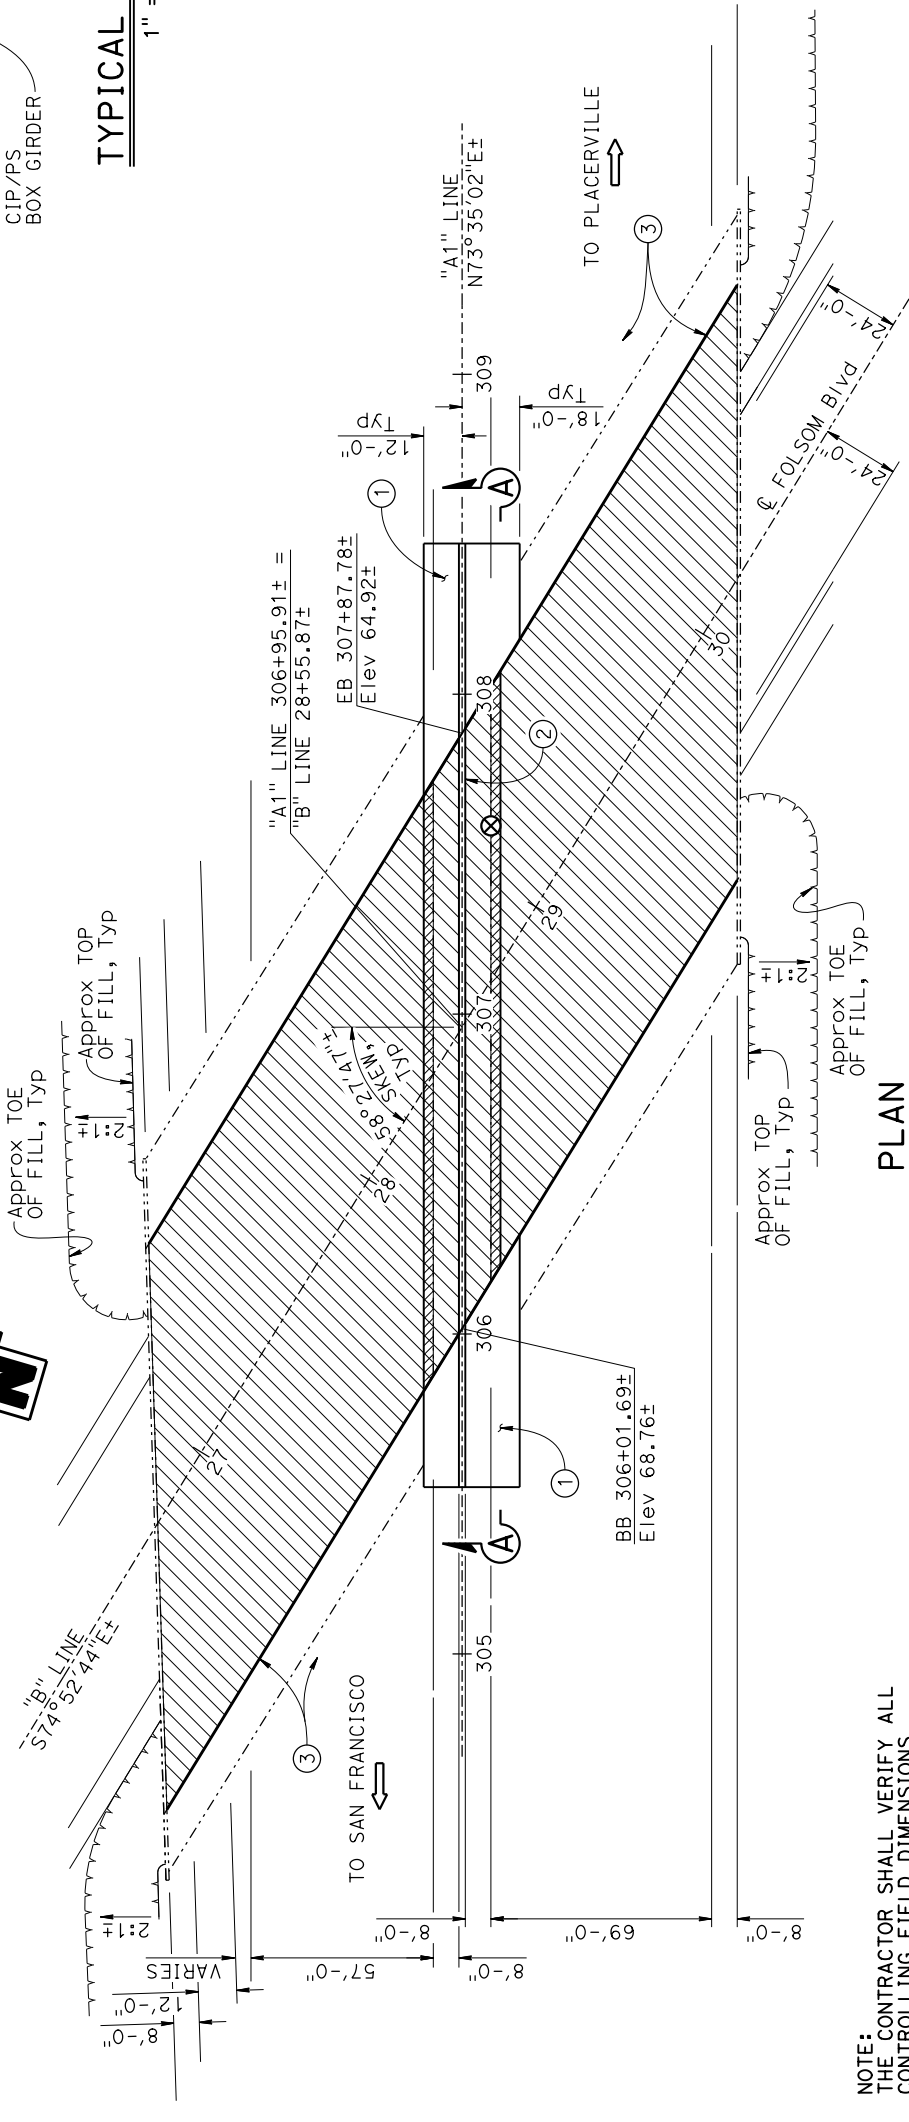 CIP/PS
BOX GIRDER
TYPICAL
1" =
N
Approx TOE
OF FILL, Typ
Approx TOP
OF FILL, Typ
2:1±
"B" LINE
S74°52'44"E±
2:1±
8'-0"
12'-0"
VARIES
57'-0"
8'-0"
8'-0"
69'-0"
8'-0"
27
28
29
30
58° 27'47"±
SKEW,
Typ
"A1" LINE 306+95.91± =
"B" LINE 28+55.87±
EB 307+87.78±
Elev 64.92±
12'-0"
Typ
18'-0"
Typ
"A1" LINE
N73°35'02"E±
TO PLACERVILLE
TO SAN FRANCISCO
305
306
307
308
309
A
A
1
1
2
3
3
BB 306+01.69±
Elev 68.76±
℄ FOLSOM Blvd
24'-0"
24'-0"
2:1±
Approx TOP
OF FILL, Typ
Approx TOE
OF FILL, Typ
PLAN
NOTE:
THE CONTRACTOR SHALL VERIFY ALL
CONTROLLING FIELD DIMENSIONS